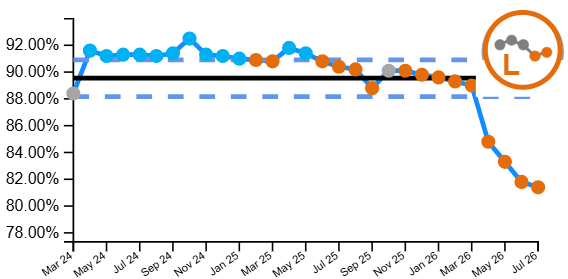 L
92.00%
90.00%
88.00%
86.00%
84.00%
82.00%
80.00%
78.00%
Mar 24
May 24
Jul 24
Sep 24
Nov 24
Jan 25
Mar 25
May 25
Jul 25
Sep 25
Nov 25
Jan 26
Mar 26
May 26
Jul 26